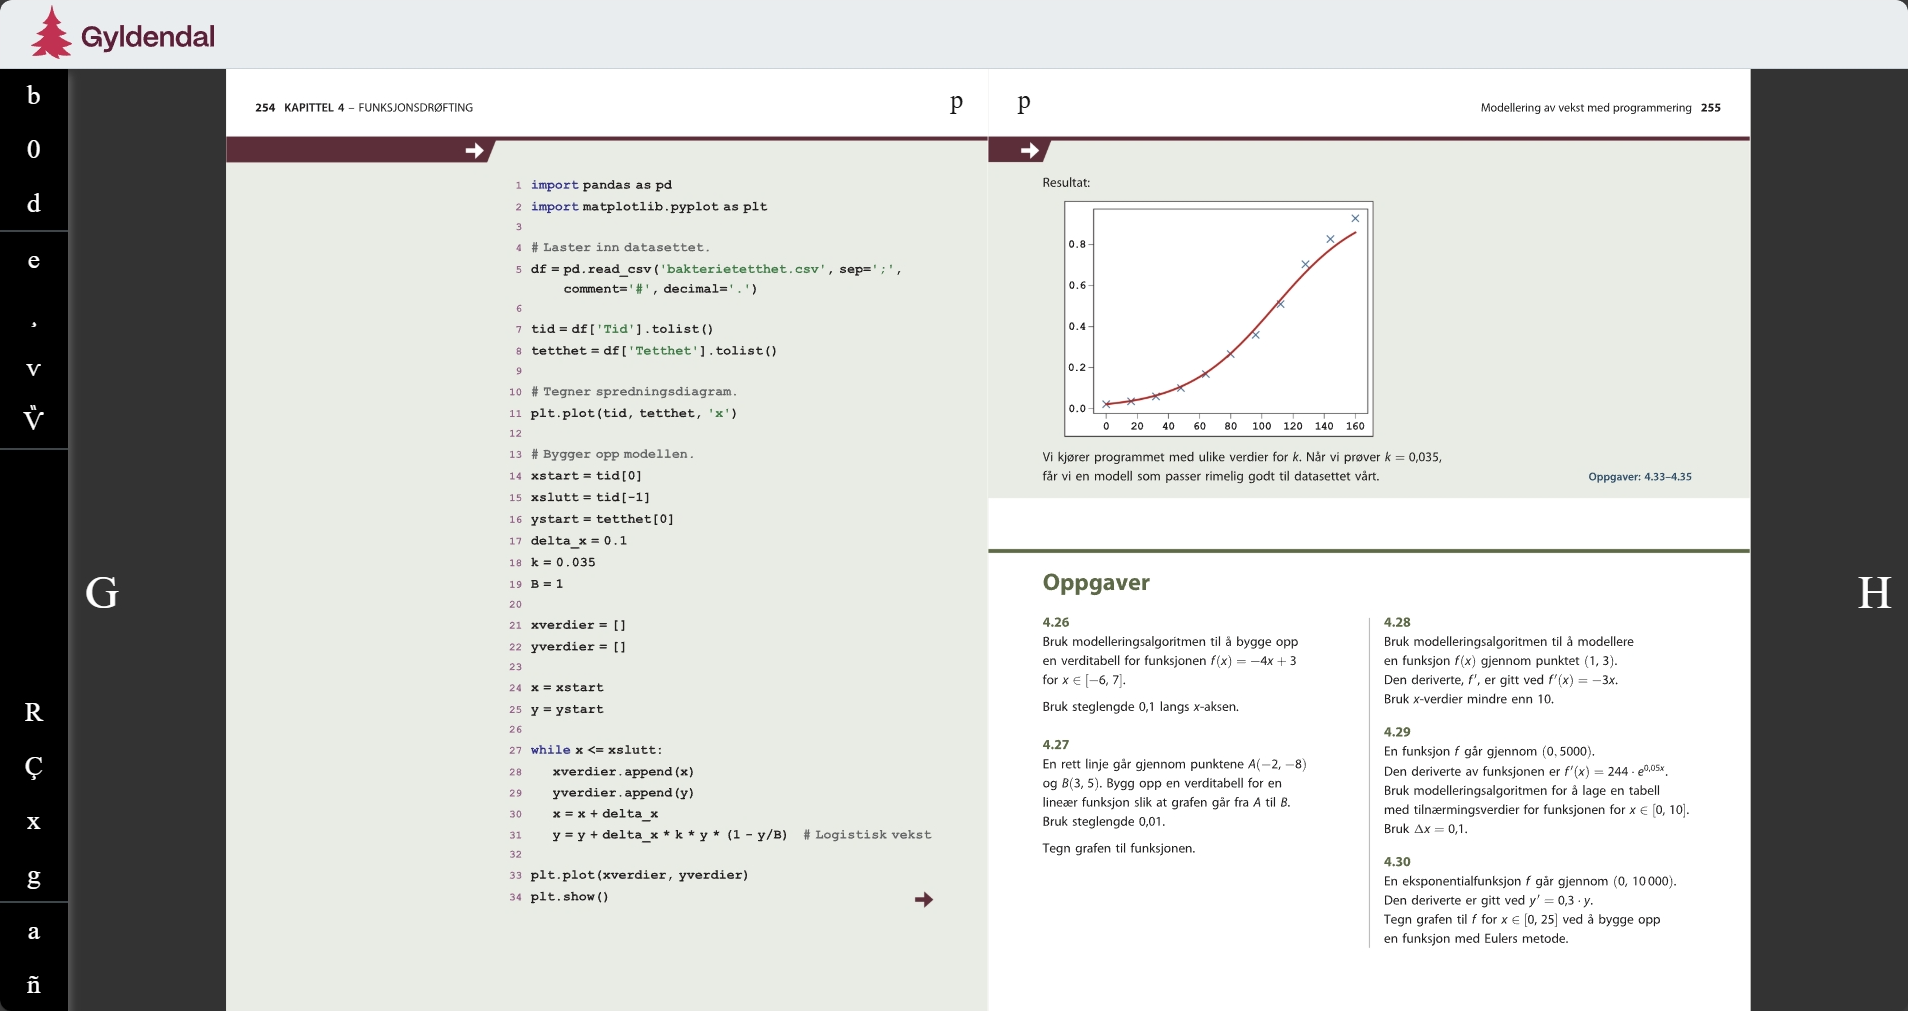 Gyldendal
b
0
d
e
¸
v
R
Ç
x
g
a
ñ
G
H
254 KAPITTEL 4 – FUNKSJONSDRØFTING
p
1 import pandas as pd
2 import matplotlib.pyplot as plt
3
4 # Laster inn datasettet.
5 df = pd.read_csv('bakterietetthet.csv', sep=';',
comment='#', decimal='.')
6
7 tid = df['Tid'].tolist()
8 tetthet = df['Tetthet'].tolist()
9
10 # Tegner spredningsdiagram.
11 plt.plot(tid, tetthet, 'x')
12
13 # Bygger opp modellen.
14 xstart = tid[0]
15 xslutt = tid[-1]
16 ystart = tetthet[0]
17 delta_x = 0.1
18 k = 0.035
19 B = 1
20
21 xverdier = []
22 yverdier = []
23
24 x = xstart
25 y = ystart
26
27 while x <= xslutt:
28 xverdier.append(x)
29 yverdier.append(y)
30 x = x + delta_x
31 y = y + delta_x * k * y * (1 - y/B) # Logistisk vekst
32
33 plt.plot(xverdier, yverdier)
34 plt.show()
p
Modellering av vekst med programmering 255
Resultat:
0.8
0.6
0.4
0.2
0.0
0 20 40 60 80 100 120 140 160
Vi kjører programmet med ulike verdier for k. Når vi prøver k = 0,035,
får vi en modell som passer rimelig godt til datasettet vårt.
Oppgaver: 4.33–4.35
Oppgaver
4.26
Bruk modelleringsalgoritmen til å bygge opp
en verditabell for funksjonen f(x) = −4x + 3
for x ∈ [−6, 7].
Bruk steglengde 0,1 langs x-aksen.
4.27
En rett linje går gjennom punktene A(−2, −8)
og B(3, 5). Bygg opp en verditabell for en
lineær funksjon slik at grafen går fra A til B.
Bruk steglengde 0,01.
Tegn grafen til funksjonen.
4.28
Bruk modelleringsalgoritmen til å modellere
en funksjon f(x) gjennom punktet (1, 3).
Den deriverte, f′, er gitt ved f′(x) = −3x.
Bruk x-verdier mindre enn 10.
4.29
En funksjon f går gjennom (0, 5000).
Den deriverte av funksjonen er f′(x) = 244 · e^0,05x.
Bruk modelleringsalgoritmen for å lage en tabell
med tilnærmingsverdier for funksjonen for x ∈ [0, 10].
Bruk Δx = 0,1.
4.30
En eksponentialfunksjon f går gjennom (0, 10 000).
Den deriverte er gitt ved y′ = 0,3 · y.
Tegn grafen til f for x ∈ [0, 25] ved å bygge opp
en funksjon med Eulers metode.